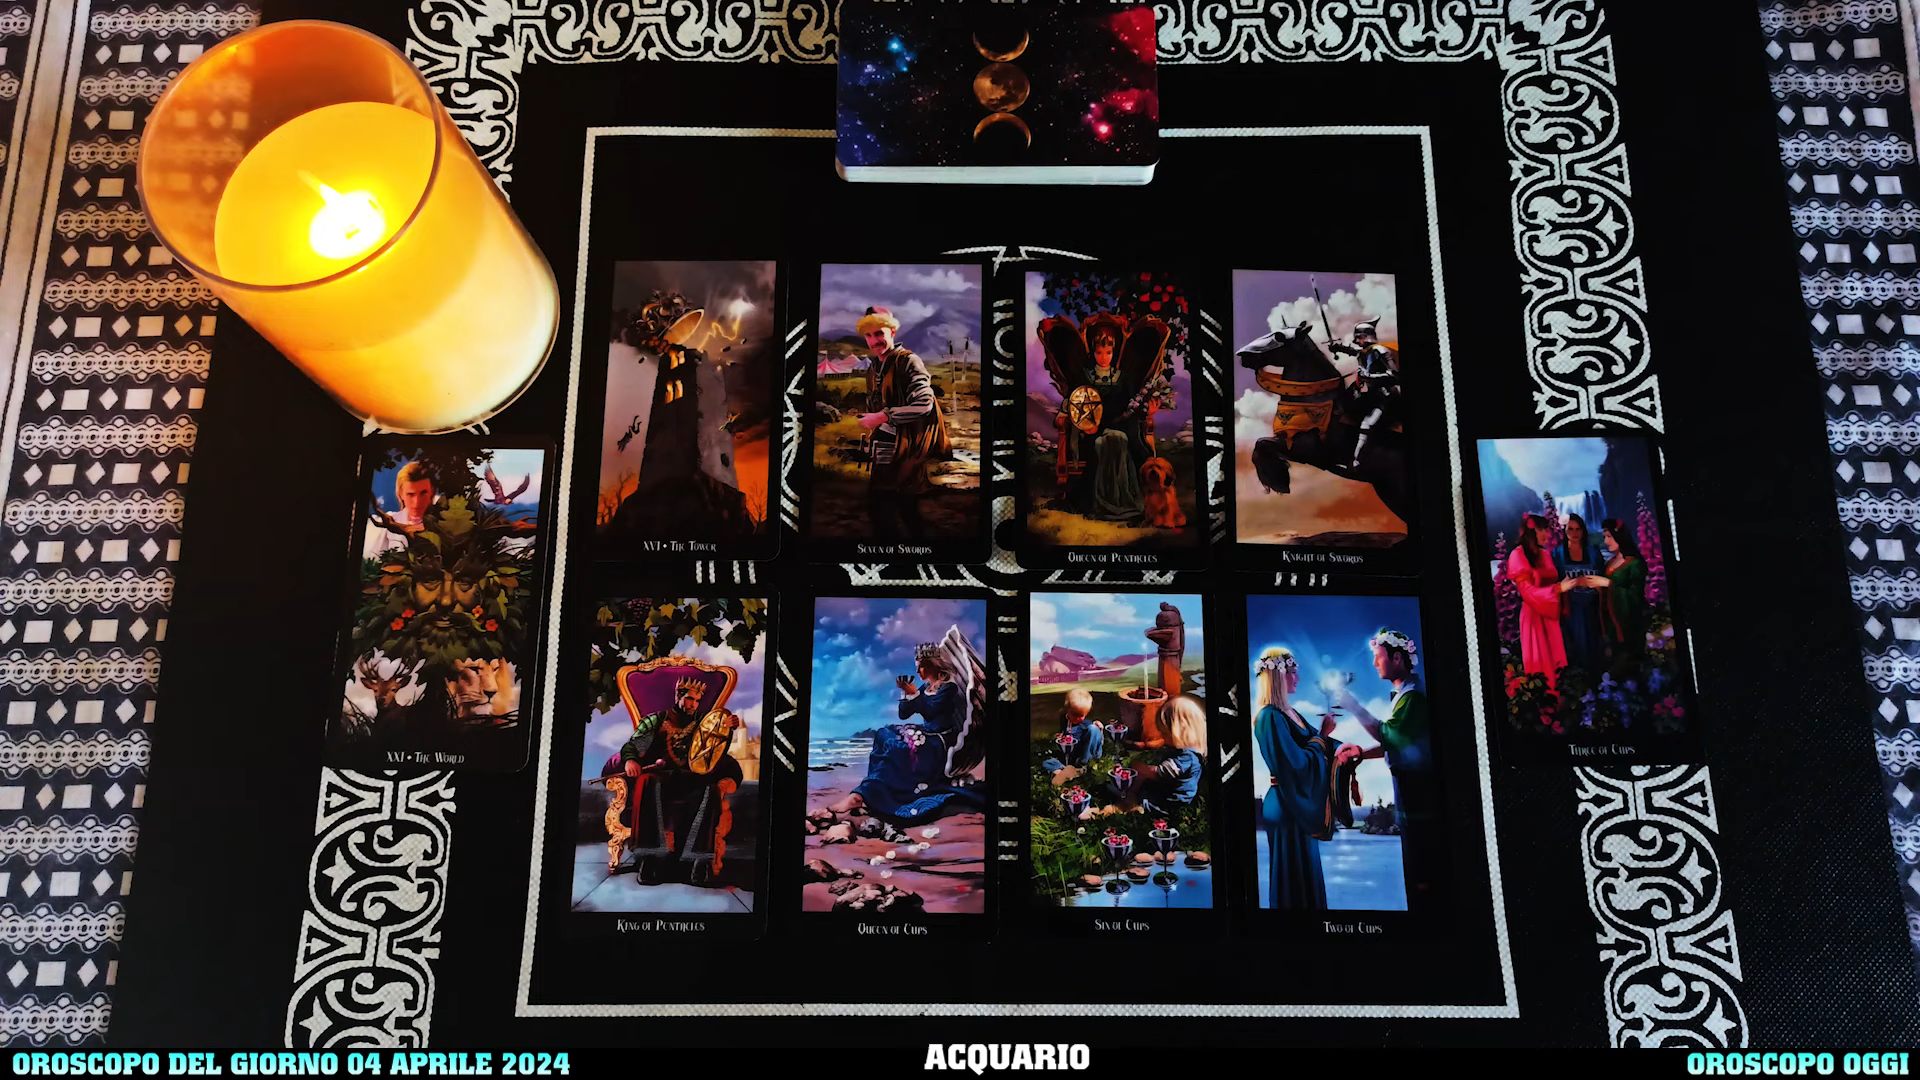 XVI • THE TOWER
SEVEN OF SWORDS
QUEEN OF PENTACLES
KNIGHT OF SWORDS
XXI • THE WORLD
THREE OF CUPS
KING OF PENTACLES
QUEEN OF CUPS
SIX OF CUPS
TWO OF CUPS
OROSCOPO DEL GIORNO 04 APRILE 2024
ACQUARIO
OROSCOPO OGGI